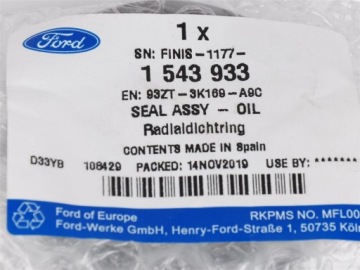 1 x
Ford
SN: FINIS-1177-
1 543 933
EN: 93ZT-3K169-A9C
SEAL ASSY - OIL
Radialdichtring
CONTENTS MADE IN Spain
D33YB 108429 PACKED: 14NOV2019 USE BY: *******
Ford of Europe RKPMS NO. MFL00
Ford-Werke GmbH, Henry-Ford-Straße 1, 50735 Köln